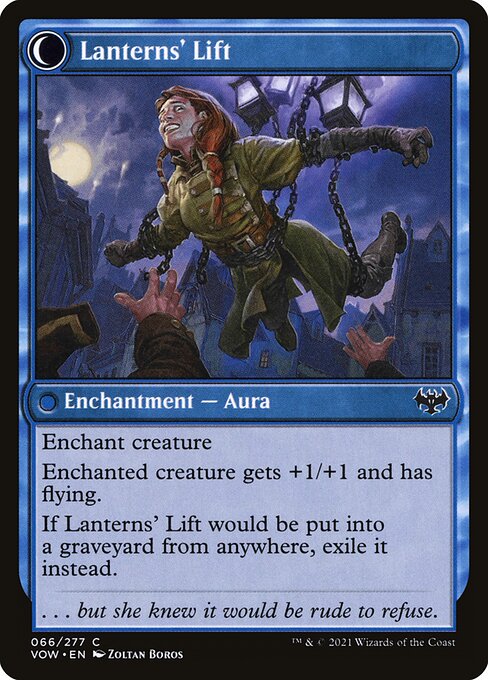 Lanterns' Lift
Enchantment — Aura
Enchant creature
Enchanted creature gets +1/+1 and has
flying.
If Lanterns' Lift would be put into
a graveyard from anywhere, exile it
instead.
. . . but she knew it would be rude to refuse.
066/277 C
VOW • EN Zoltan Boros
™ & © 2021 Wizards of the Coast